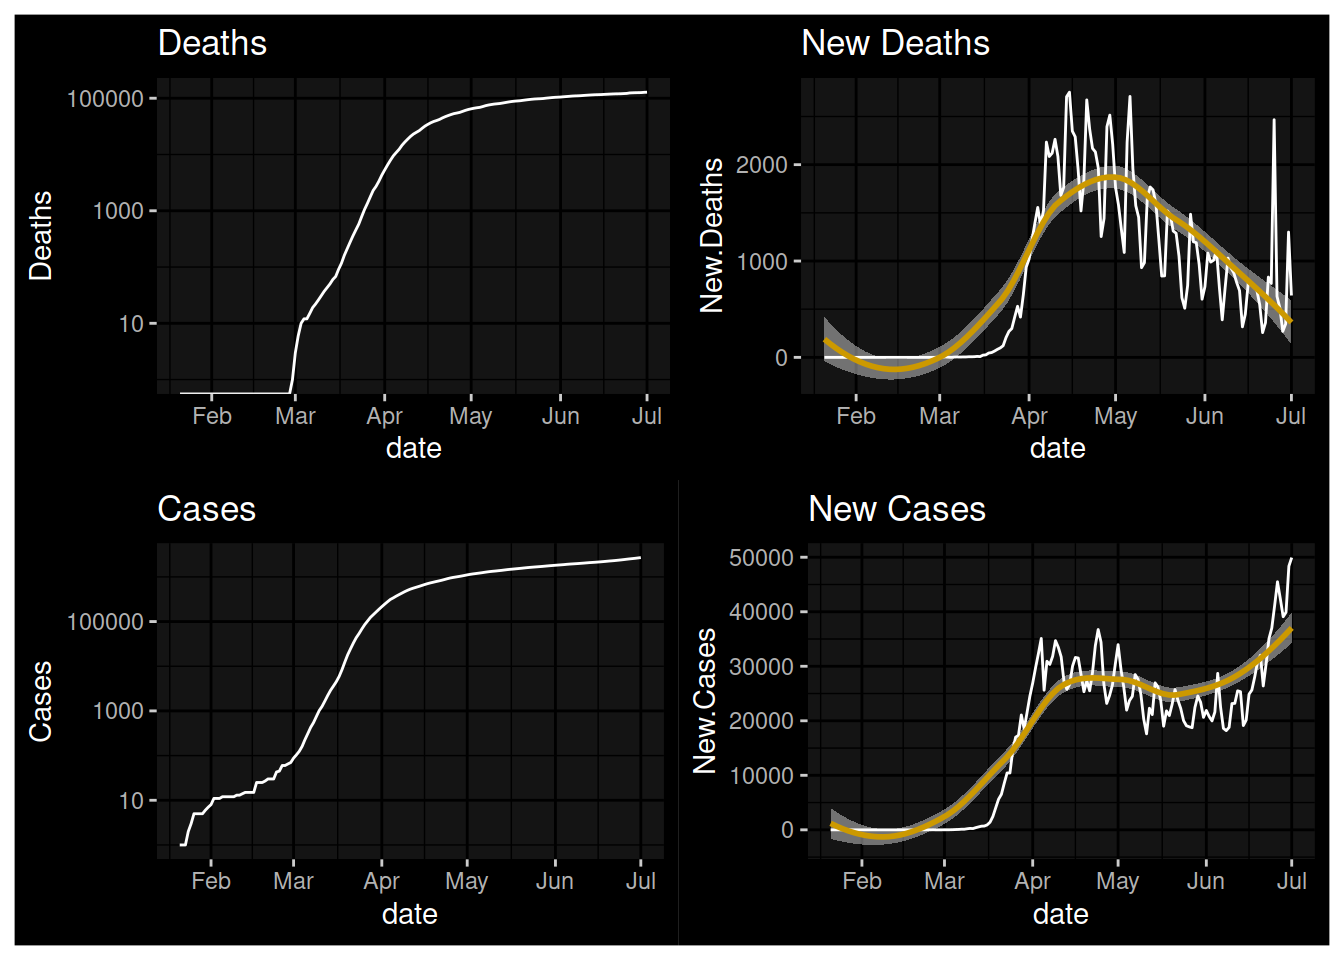 Deaths
Deaths
100000
1000
10
Feb Mar Apr May Jun Jul
date
New Deaths
New.Deaths
2000
1000
0
Feb Mar Apr May Jun Jul
date
Cases
Cases
100000
1000
10
Feb Mar Apr May Jun Jul
date
New Cases
New.Cases
50000
40000
30000
20000
10000
0
Feb Mar Apr May Jun Jul
date